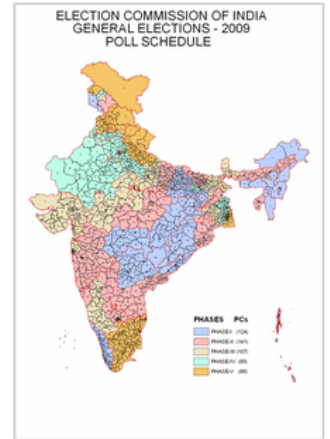 ELECTION COMMISSION OF INDIA
GENERAL ELECTIONS - 2009
POLL SCHEDULE
PHASES PCs
PHASE-I (124)
PHASE-II (141)
PHASE-III (107)
PHASE-IV (85)
PHASE-V (86)